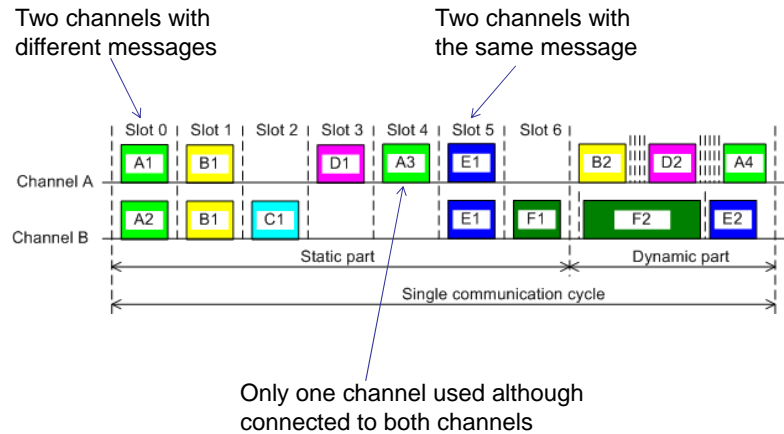 Two channels with
different messages
Two channels with
the same message
Slot 0 Slot 1 Slot 2 Slot 3 Slot 4 Slot 5 Slot 6
Channel A A1 B1 D1 A3 E1 B2 D2 A4
Channel B A2 B1 C1 E1 F1 F2 E2
Static part Dynamic part
Single communication cycle
Only one channel used although
connected to both channels